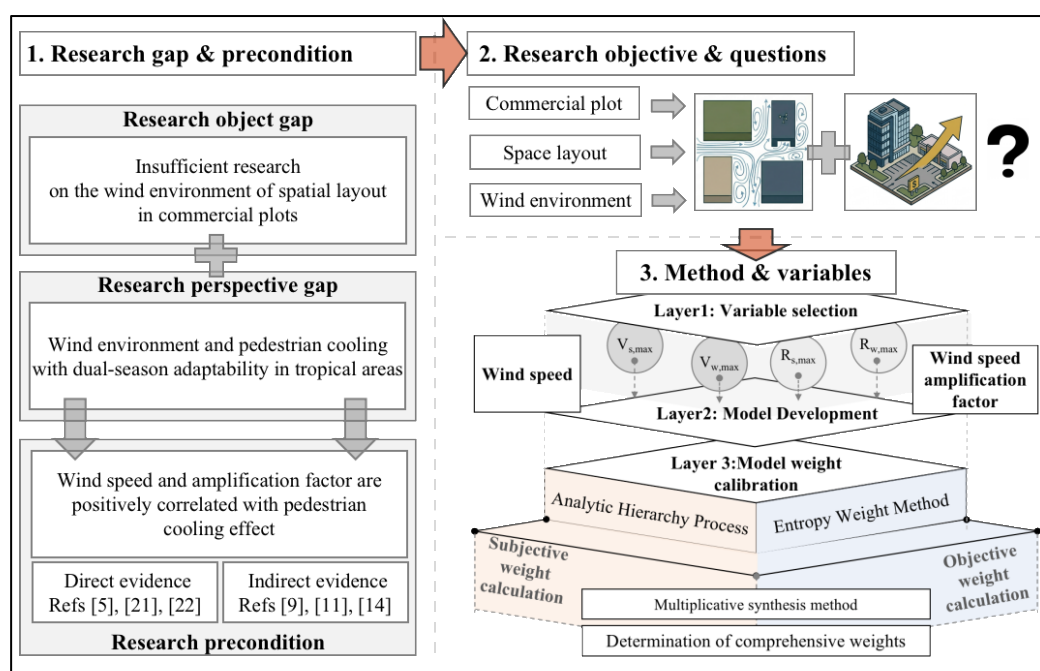 1. Research gap & precondition
Research object gap
Insufficient research
on the wind environment of spatial layout
in commercial plots
Research perspective gap
Wind environment and pedestrian cooling
with dual-season adaptability in tropical areas
Wind speed and amplification factor are
positively correlated with pedestrian
cooling effect
Direct evidence
Refs [5], [21], [22]
Indirect evidence
Refs [9], [11], [14]
Research precondition
2. Research objective & questions
Commercial plot
Space layout
Wind environment
?
3. Method & variables
Layer1: Variable selection
Wind speed
V_s,max
V_w,max
R_s,max
R_w,max
Wind speed
amplification
factor
Layer2: Model Development
Layer 3:Model weight
calibration
Analytic Hierarchy Process
Entropy Weight Method
Subjective
weight
calculation
Objective
weight
calculation
Multiplicative synthesis method
Determination of comprehensive weights